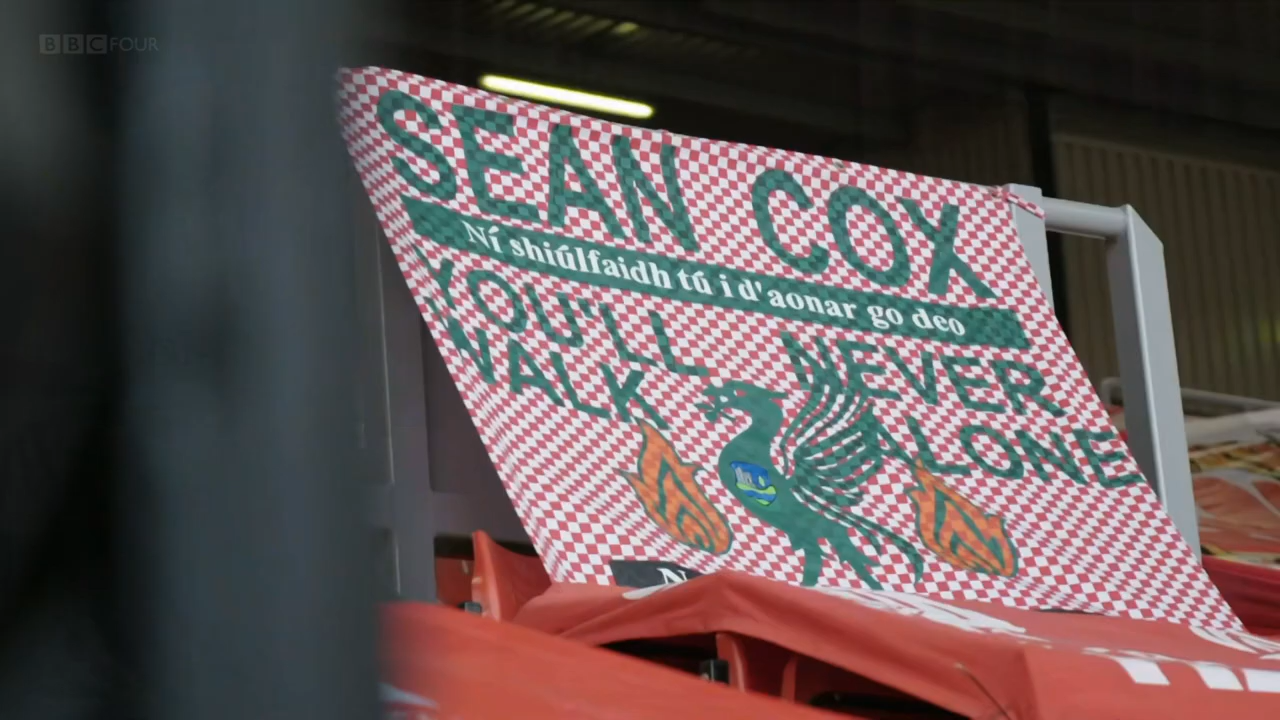 BBC FOUR
SEAN COX
Ní shiúlfaidh tú i d'aonar go deo
YOU'LL NEVER
WALK ALONE